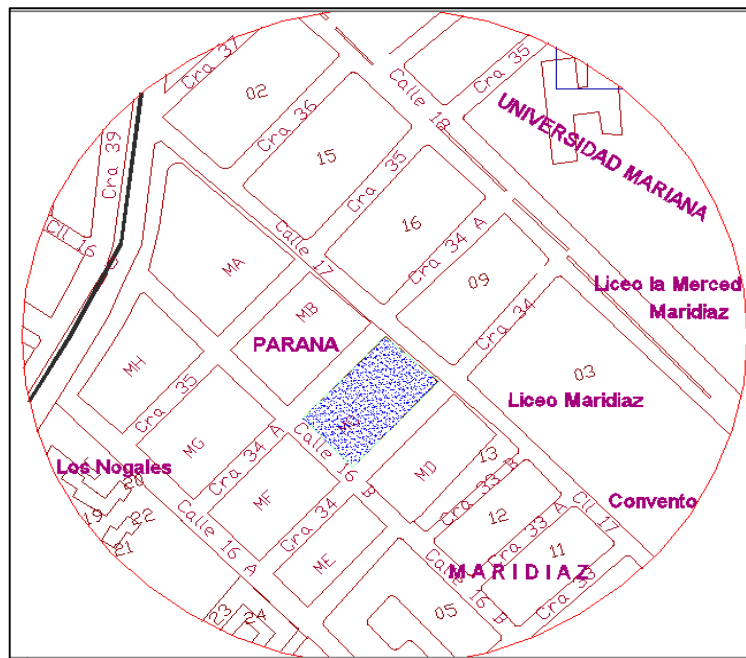 Cra 37
Cra 35
02
Calle 18
UNIVERSIDAD MARIANA
Cra 36
Cra 39
15
Cra 35
16
Cll 16
Calle 17
Cra 34 A
MA
09
Liceo la Merced
Maridiaz
MB
Cra 34
PARANA
MH
03
Cra 35
Liceo Maridiaz
MG
Cra 34 A
Calle 16 B
Los Nogales
MD
13
Cra 33 B
20
MF
Convento
Cll 17
19
22
Cra 34
12
Cra 33 A
21
Calle 16 A
11
ME
MARIDIAZ
Calle 16 B
Cra 33
23
24
05